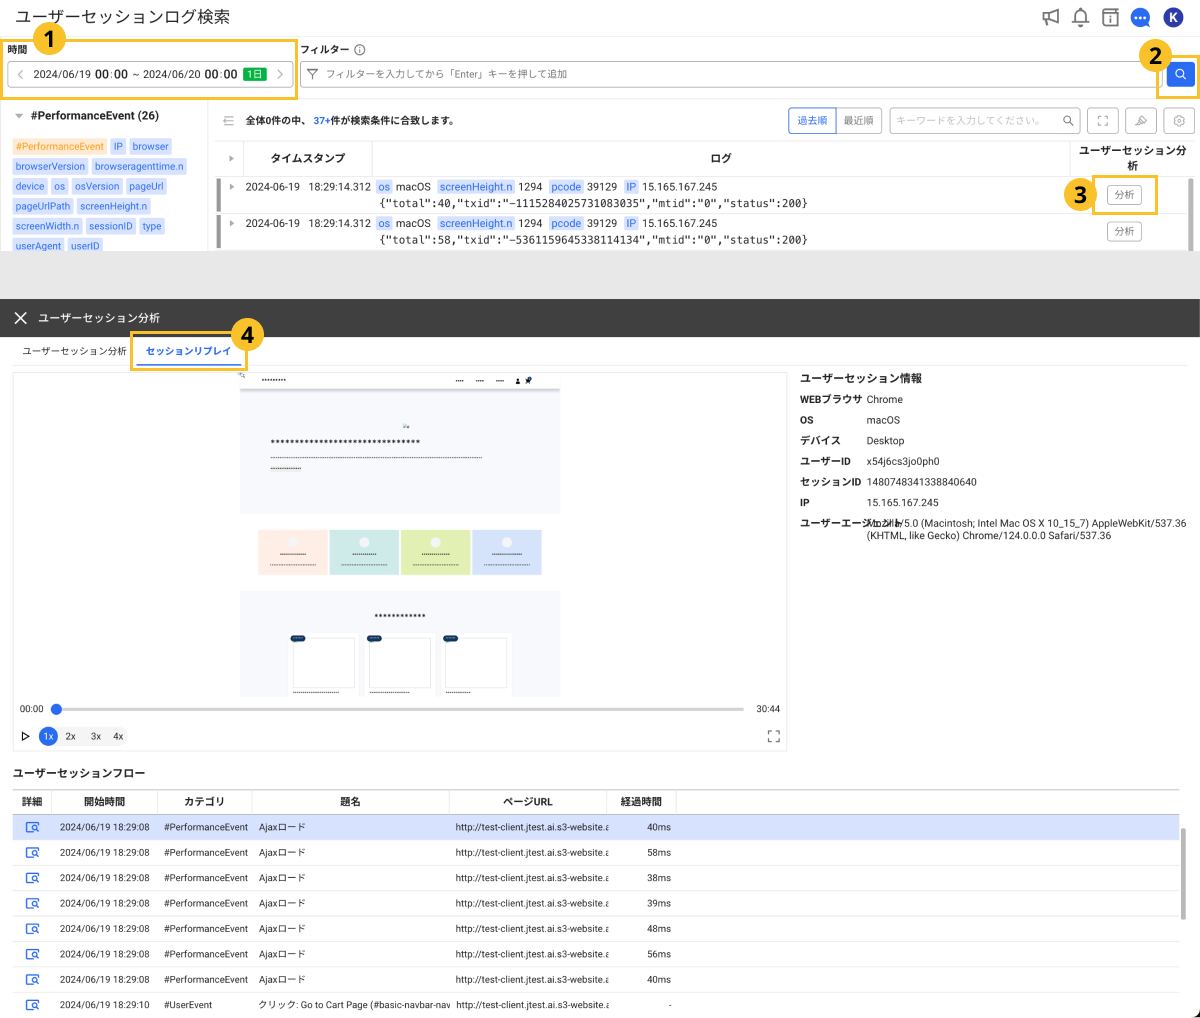 ユーザーセッションログ検索
K
1
時間
フィルター
2024/06/19 00:00 ~ 2024/06/20 00:00 1日
フィルターを入力してから「Enter」キーを押して追加
2
#PerformanceEvent (26)
全体0件の中、 37+件が検索条件に合致します。
過去順 最近順
キーワードを入力してください。
#PerformanceEvent IP browser
browserVersion browseragenttime.n
device os osVersion pageUrl
pageUrlPath screenHeight.n
screenWidth.n sessionID type
userAgent userID
タイムスタンプ ログ ユーザーセッション分析
2024-06-19 18:29:14.312 os macOS screenHeight.n 1294 pcode 39129 IP 15.165.167.245
{"total":40,"txid":"-1115284025731083035","mtid":"0","status":200}
3
分析
2024-06-19 18:29:14.312 os macOS screenHeight.n 1294 pcode 39129 IP 15.165.167.245
{"total":58,"txid":"-5361159645338114134","mtid":"0","status":200}
分析
ユーザーセッション分析
4
ユーザーセッション分析 セッションリプレイ
ユーザーセッション情報
WEBブラウザ Chrome
OS macOS
デバイス Desktop
ユーザーID x54j6cs3jo0ph0
セッションID 1480748341338840640
IP 15.165.167.245
ユーザーエージェント Mozilla/5.0 (Macintosh; Intel Mac OS X 10_15_7) AppleWebKit/537.36
(KHTML, like Gecko) Chrome/124.0.0.0 Safari/537.36
00:00 30:44
1x 2x 3x 4x
ユーザーセッションフロー
詳細 開始時間 カテゴリ 題名 ページURL 経過時間
2024/06/19 18:29:08 #PerformanceEvent Ajaxロード http://test-client.jtest.ai.s3-website.a 40ms
2024/06/19 18:29:08 #PerformanceEvent Ajaxロード http://test-client.jtest.ai.s3-website.a 58ms
2024/06/19 18:29:08 #PerformanceEvent Ajaxロード http://test-client.jtest.ai.s3-website.a 38ms
2024/06/19 18:29:08 #PerformanceEvent Ajaxロード http://test-client.jtest.ai.s3-website.a 39ms
2024/06/19 18:29:08 #PerformanceEvent Ajaxロード http://test-client.jtest.ai.s3-website.a 48ms
2024/06/19 18:29:08 #PerformanceEvent Ajaxロード http://test-client.jtest.ai.s3-website.a 56ms
2024/06/19 18:29:08 #PerformanceEvent Ajaxロード http://test-client.jtest.ai.s3-website.a 40ms
2024/06/19 18:29:10 #UserEvent クリック: Go to Cart Page (#basic-navbar-nav http://test-client.jtest.ai.s3-website.a -